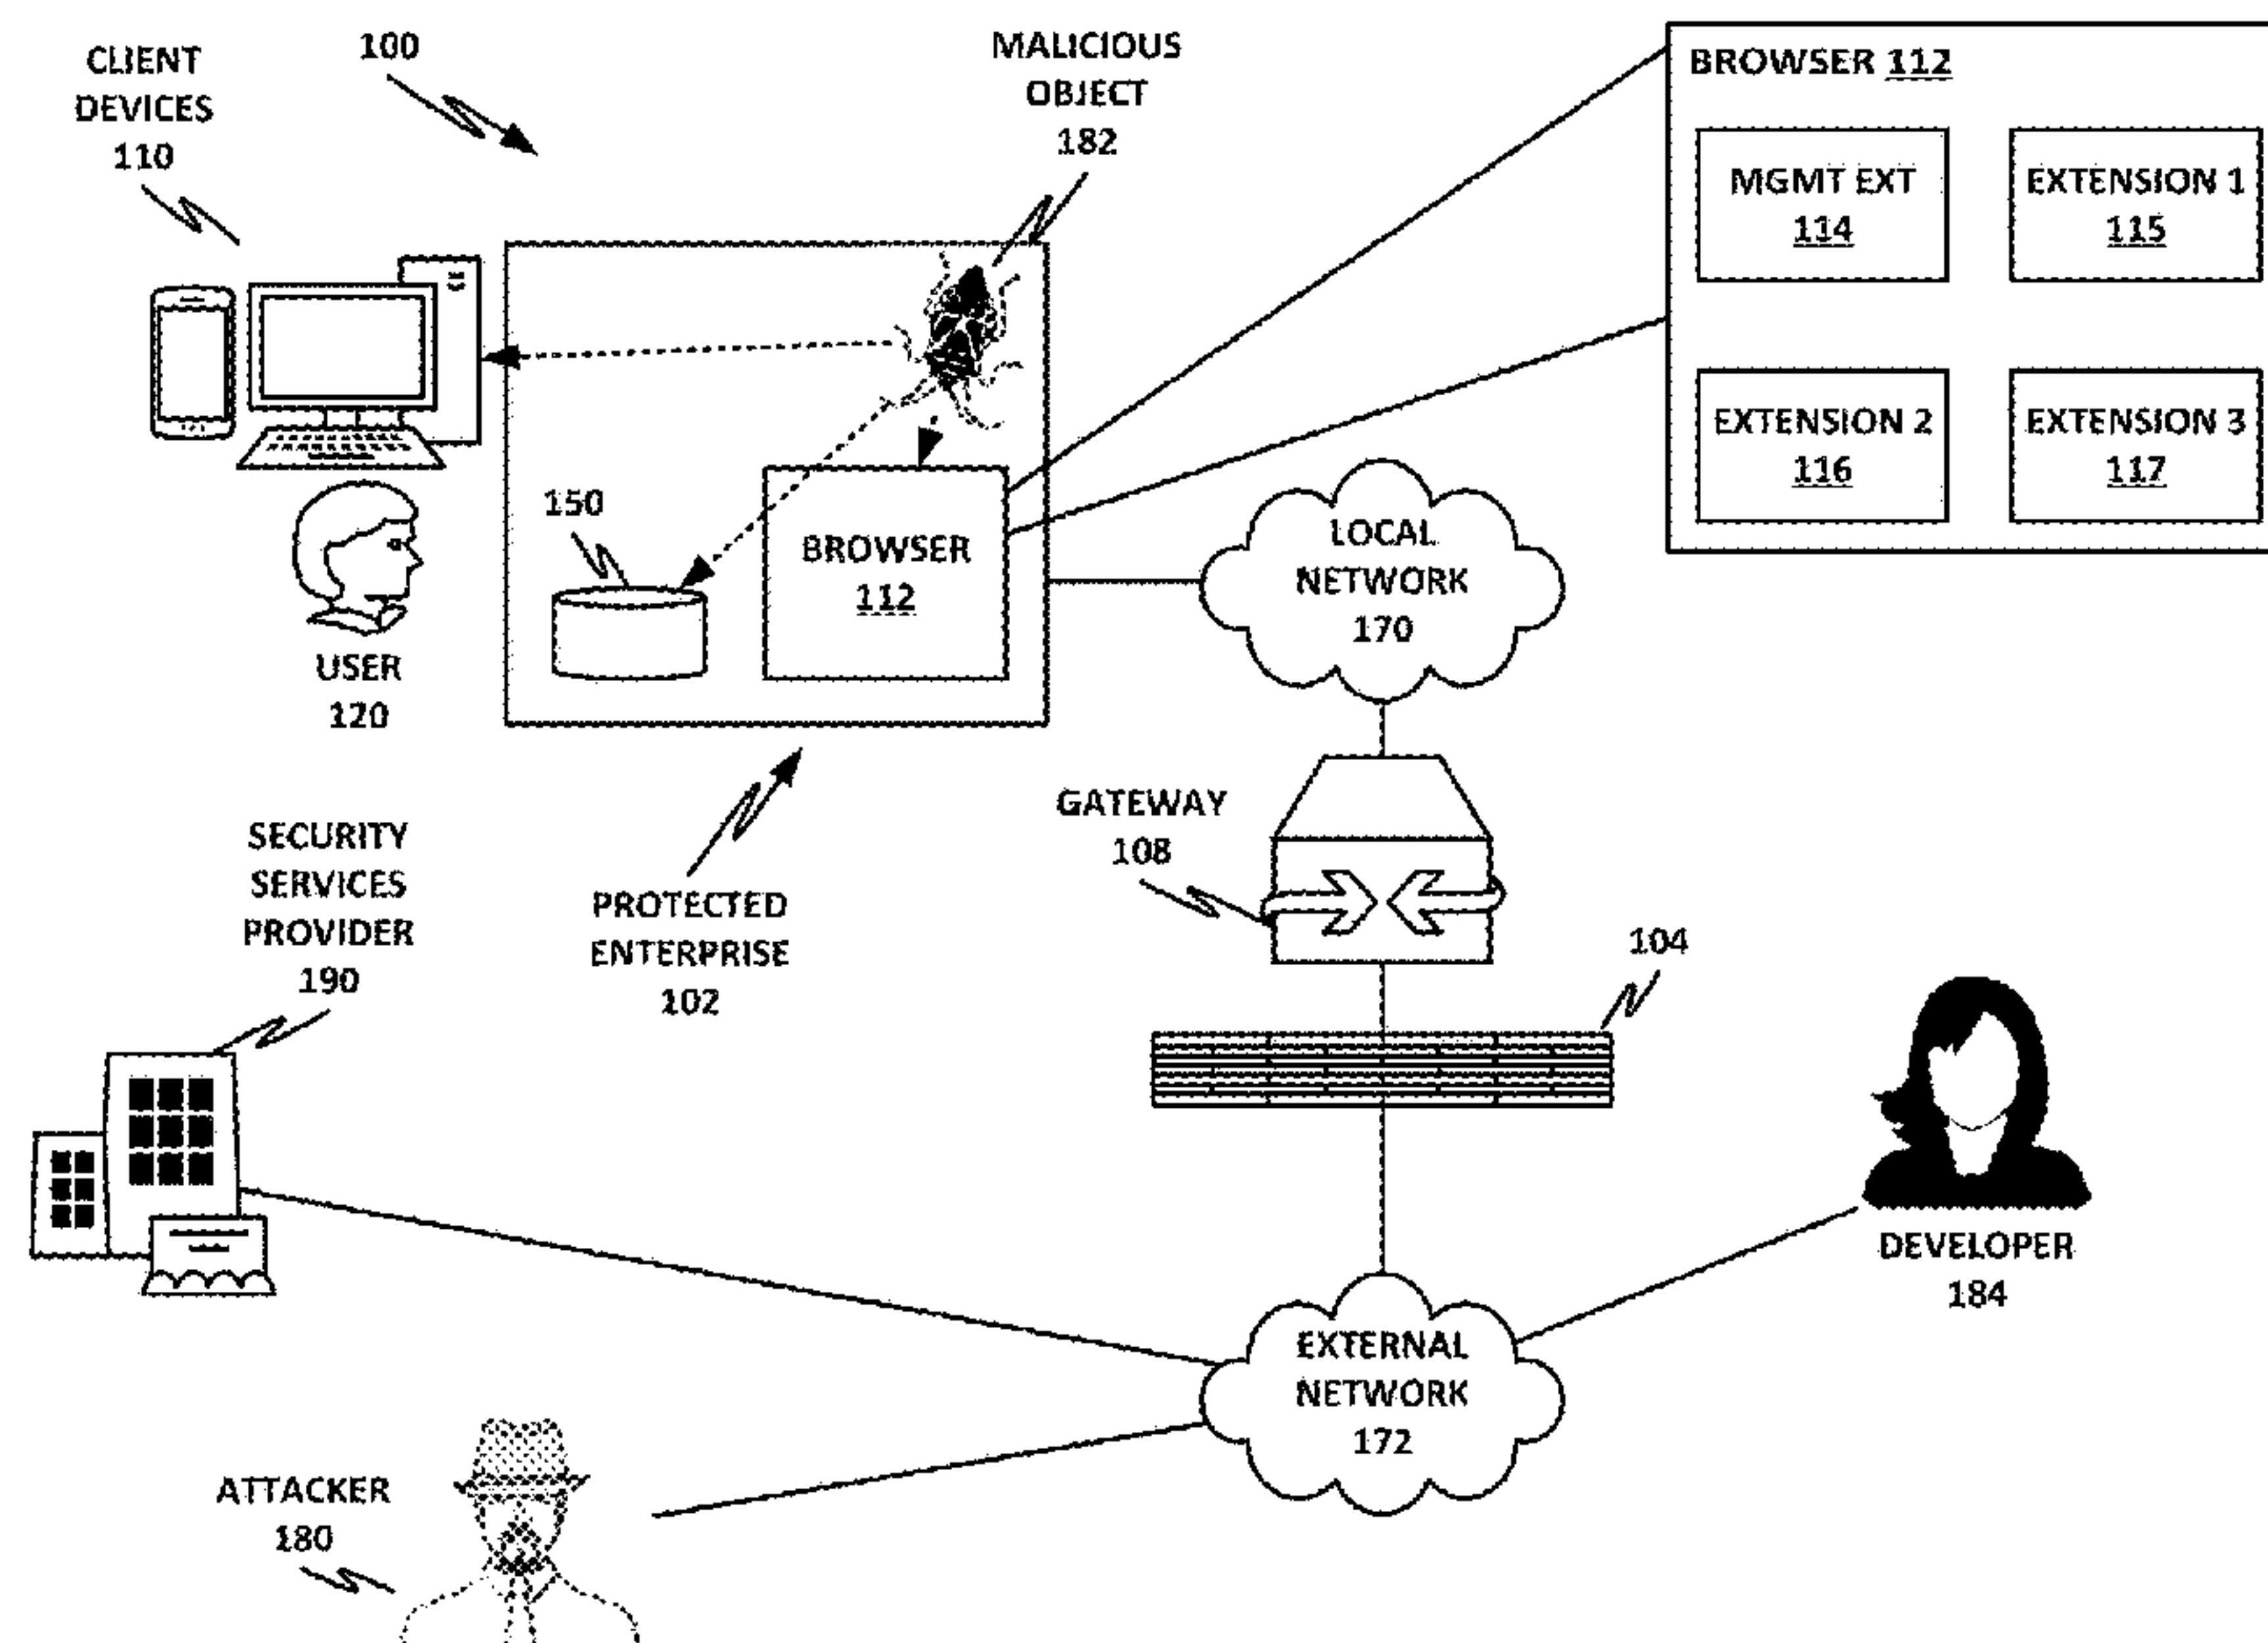 CLIENT
DEVICES
110
100
MALICIOUS
OBJECT
182
BROWSER 112
MGMT EXT
114
EXTENSION 1
115
EXTENSION 2
116
EXTENSION 3
117
150
BROWSER
112
LOCAL
NETWORK
170
USER
120
GATEWAY
108
SECURITY
SERVICES
PROVIDER
190
PROTECTED
ENTERPRISE
102
104
DEVELOPER
184
EXTERNAL
NETWORK
172
ATTACKER
180